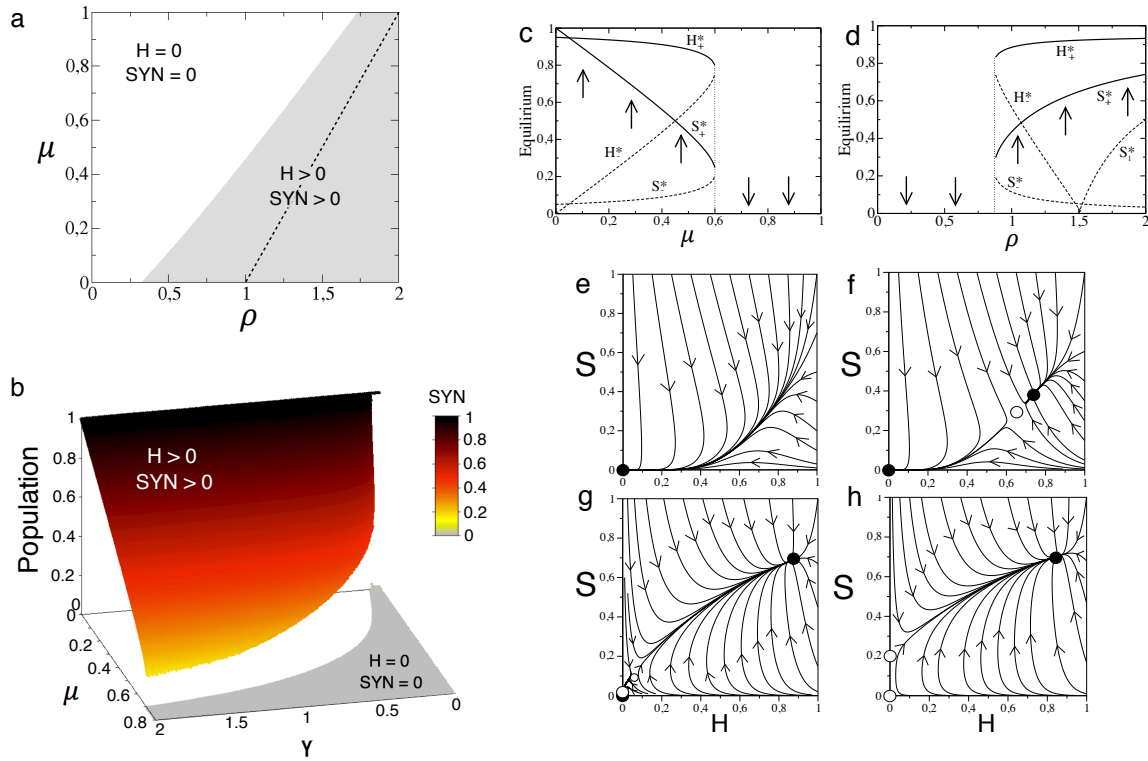 a
H = 0
SYN = 0
H > 0
SYN > 0
μ
1
0,8
0,6
0,4
0,2
0
0 0,5 1 1,5 2
ρ
b
H > 0
SYN > 0
SYN
1
0.8
0.6
0.4
0.2
0
Population
1
0.8
0.6
0.4
0.2
0
H = 0
SYN = 0
0.2
0.4
0.6
0.8
μ
2 1.5 1 0.5 0
γ
c
Equilibrium
1
0,8
0,6
0,4
0,2
0
H*+
S*+
H*-
S*-
0 0,2 0,4 0,6 0,8 1
μ
d
Equilibrium
1
0,8
0,6
0,4
0,2
0
H*+
H*-
S*+
S*-
S*1
0 0,5 1 1,5 2
ρ
e
S
1
0,8
0,6
0,4
0,2
0
0 0,2 0,4 0,6 0,8 1
f
S
1
0,8
0,6
0,4
0,2
0
0 0,2 0,4 0,6 0,8 1
g
S
1
0,8
0,6
0,4
0,2
0
0 0,2 0,4 0,6 0,8 1
H
h
S
1
0,8
0,6
0,4
0,2
0
0 0,2 0,4 0,6 0,8 1
H